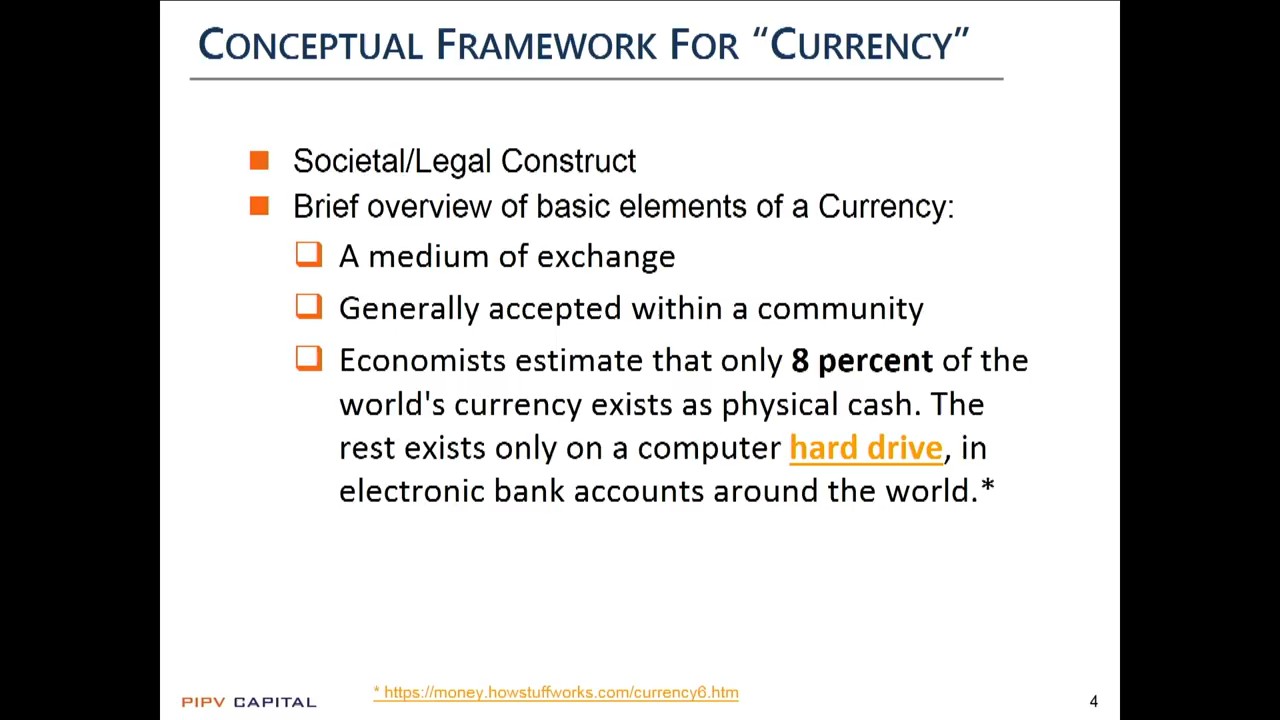 CONCEPTUAL FRAMEWORK FOR “CURRENCY”
Societal/Legal Construct
Brief overview of basic elements of a Currency:
A medium of exchange
Generally accepted within a community
Economists estimate that only 8 percent of the
world's currency exists as physical cash. The
rest exists only on a computer hard drive, in
electronic bank accounts around the world.*
PIPV CAPITAL
* https://money.howstuffworks.com/currency6.htm
4